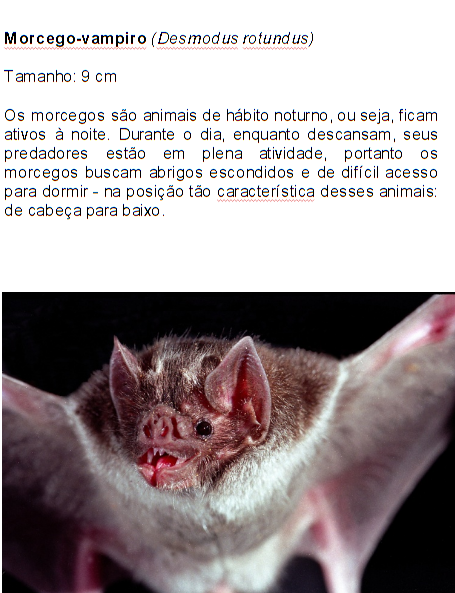 Morcego-vampiro (Desmodus rotundus)
Tamanho: 9 cm
Os morcegos são animais de hábito noturno, ou seja, ficam
ativos à noite. Durante o dia, enquanto descansam, seus
predadores estão em plena atividade, portanto os
morcegos buscam abrigos escondidos e de difícil acesso
para dormir - na posição tão característica desses animais:
de cabeça para baixo.